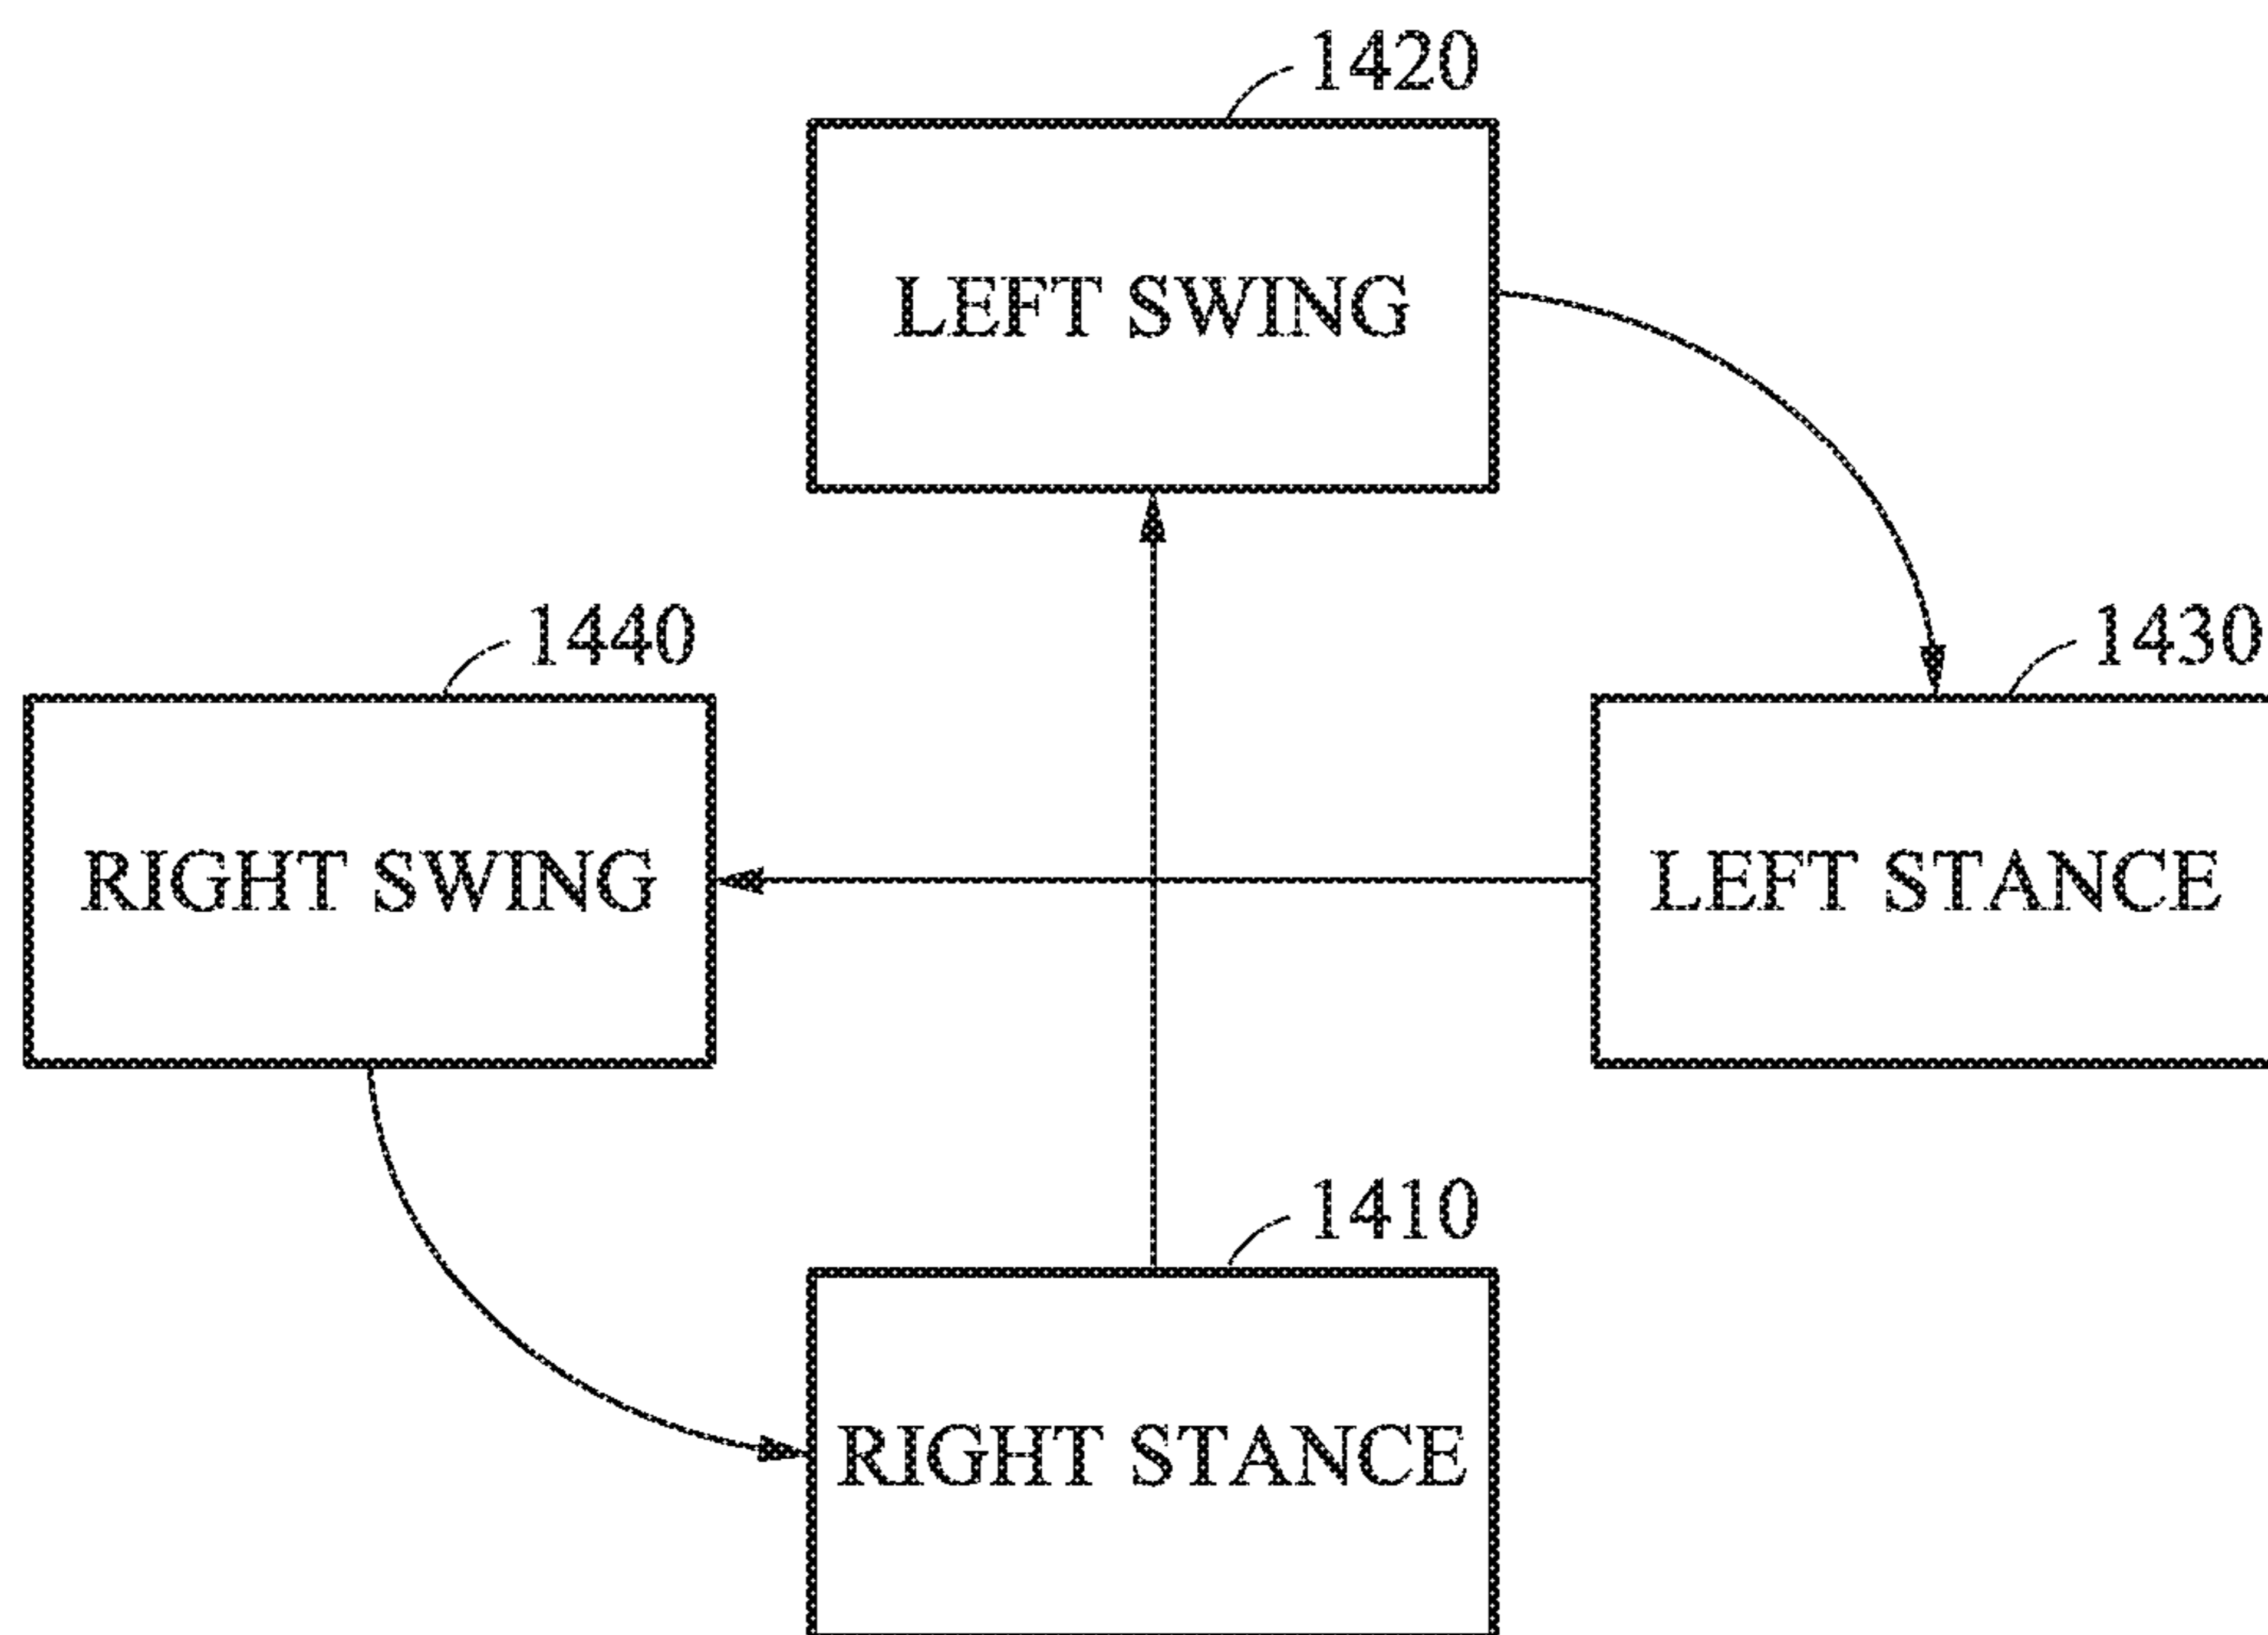 1420
LEFT SWING
1440
1430
RIGHT SWING
LEFT STANCE
1410
RIGHT STANCE